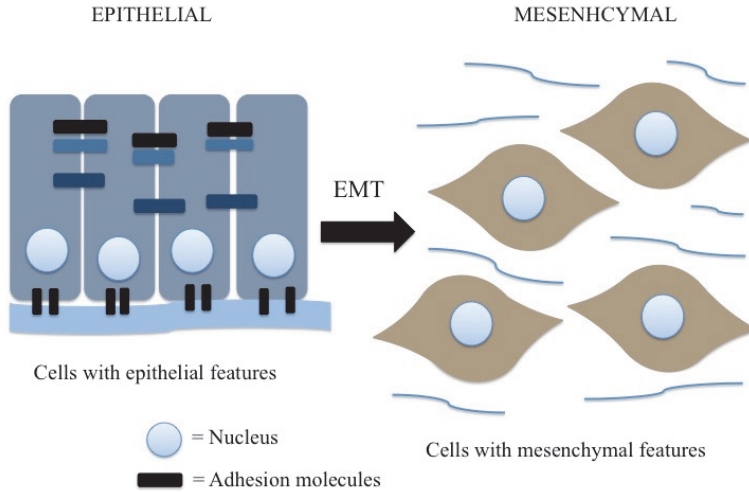 EPITHELIAL
MESENHCYMAL
EMT
Cells with epithelial features
= Nucleus
Cells with mesenchymal features
= Adhesion molecules